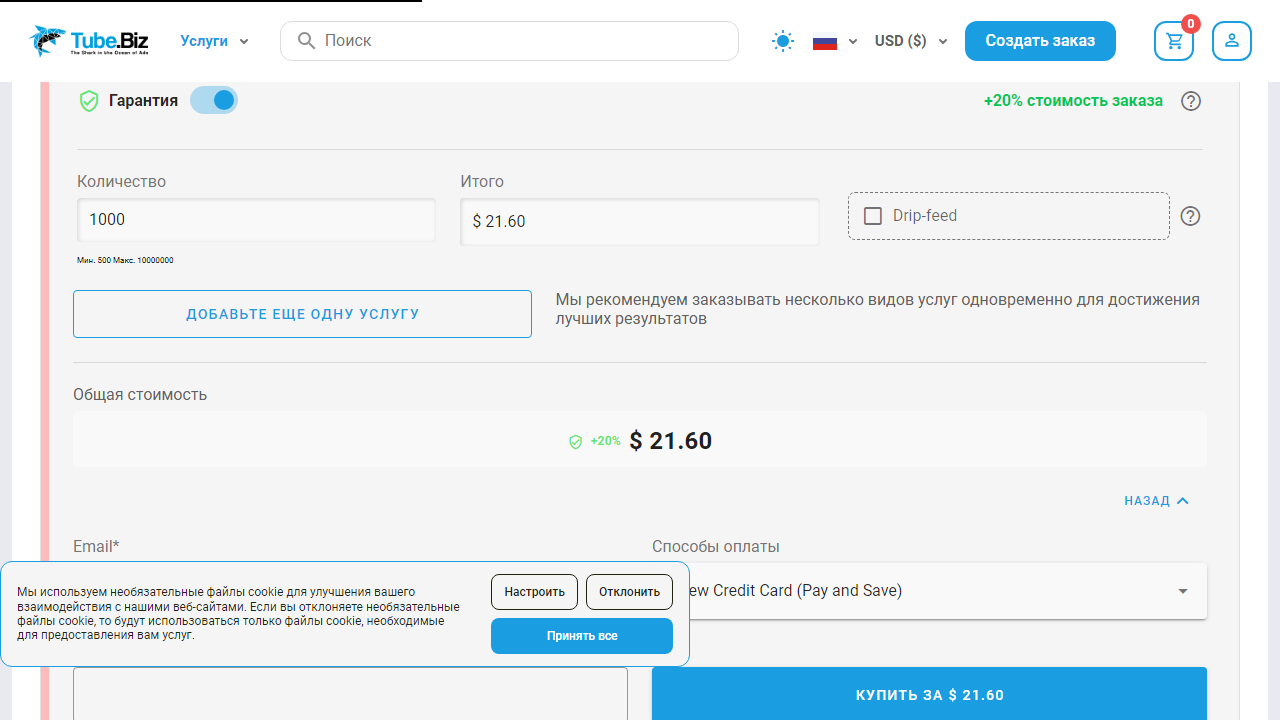 Tube.Biz
The Shark in the Ocean of Ads
Услуги
Поиск
USD ($)
Создать заказ
0
Гарантия
+20% стоимость заказа
Количество
Итого
1000
$ 21.60
Drip-feed
Мин. 500 Макс. 10000000
ДОБАВЬТЕ ЕЩЕ ОДНУ УСЛУГУ
Мы рекомендуем заказывать несколько видов услуг одновременно для достижения
лучших результатов
Общая стоимость
+20% $ 21.60
НАЗАД
Email*
Способы оплаты
ew Credit Card (Pay and Save)
Мы используем необязательные файлы cookie для улучшения вашего
взаимодействия с нашими веб-сайтами. Если вы отклоняете необязательные
файлы cookie, то будут использоваться только файлы cookie, необходимые
для предоставления вам услуг.
Настроить
Отклонить
Принять все
КУПИТЬ ЗА $ 21.60